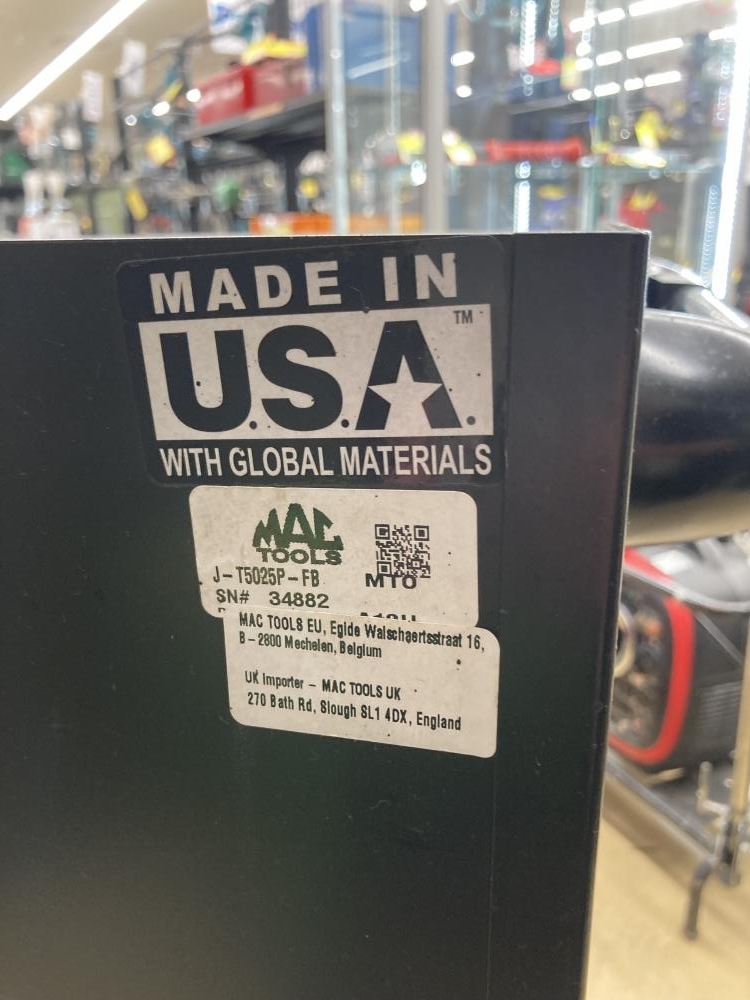 MADE IN
U.S.A.™
WITH GLOBAL MATERIALS
MAC
TOOLS
J-T5025P-FB
MTO
SN# 34882
MAC TOOLS EU, Egide Walschaertsstraat 16,
B-2800 Mechelen, Belgium
UK Importer - MAC TOOLS UK
270 Bath Rd, Slough SL1 4DX, England